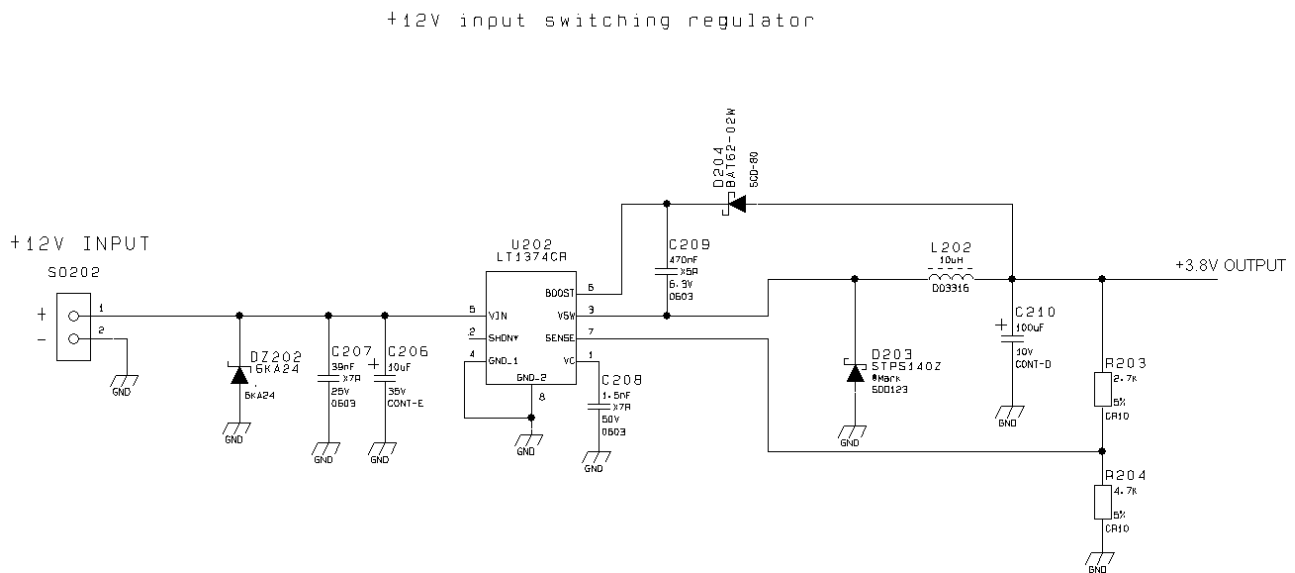 +12V input switching regulator
D204
BAT62-02W
SCD-80
+12V INPUT
SO202
+
1
-
2
GND
DZ202
6KA24
6KA24
GND
C207
39nF
X7R
25V
0603
GND
C206
+
10uF
35V
CONT-E
GND
U202
LT1374CR
BOOST
6
5
VIN
VSW
3
2
SHDN*
SENSE
7
4
GND_1
VC
1
GND_2
8
GND
C208
1.5nF
X7R
50V
0603
GND
C209
470nF
X5R
6.3V
0603
L202
10uH
DO3316
+3.8V OUTPUT
D203
STPS140Z
*Mark
SOD123
GND
C210
+
100uF
10V
CONT-D
GND
R203
2.7K
5%
CR10
R204
4.7K
5%
CR10
GND